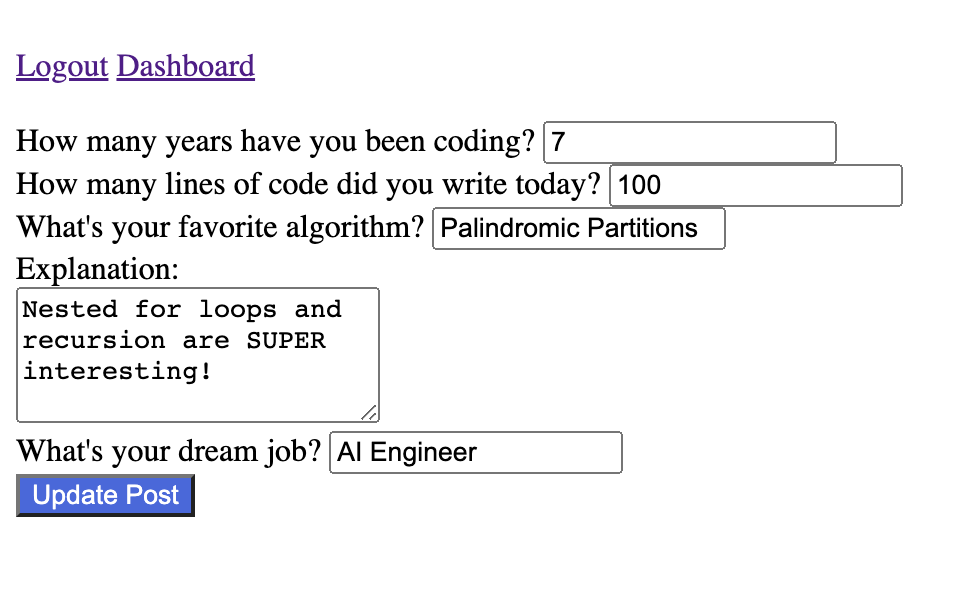 Logout Dashboard
How many years have you been coding? 7
How many lines of code did you write today? 100
What's your favorite algorithm? Palindromic Partitions
Explanation:
Nested for loops and
recursion are SUPER
interesting!
What's your dream job? AI Engineer
Update Post